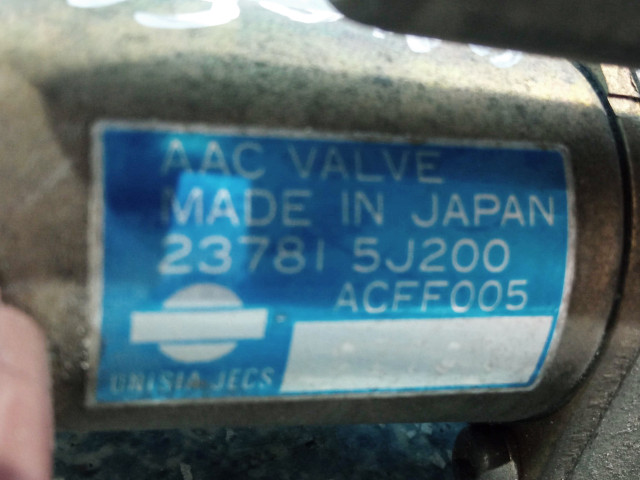 AAC VALVE
MADE IN JAPAN
23781 5J200
ACFF005
UNISIA JECS